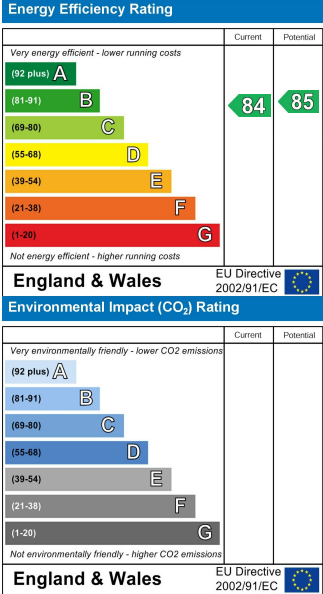 Energy Efficiency Rating
Current Potential
Very energy efficient - lower running costs
(92 plus) A
(81-91) B
84 85
(69-80) C
(55-68) D
(39-54) E
(21-38) F
(1-20) G
Not energy efficient - higher running costs
England & Wales
EU Directive
2002/91/EC
Environmental Impact (CO₂) Rating
Current Potential
Very environmentally friendly - lower CO2 emissions
(92 plus) A
(81-91) B
(69-80) C
(55-68) D
(39-54) E
(21-38) F
(1-20) G
Not environmentally friendly - higher CO2 emissions
England & Wales
EU Directive
2002/91/EC